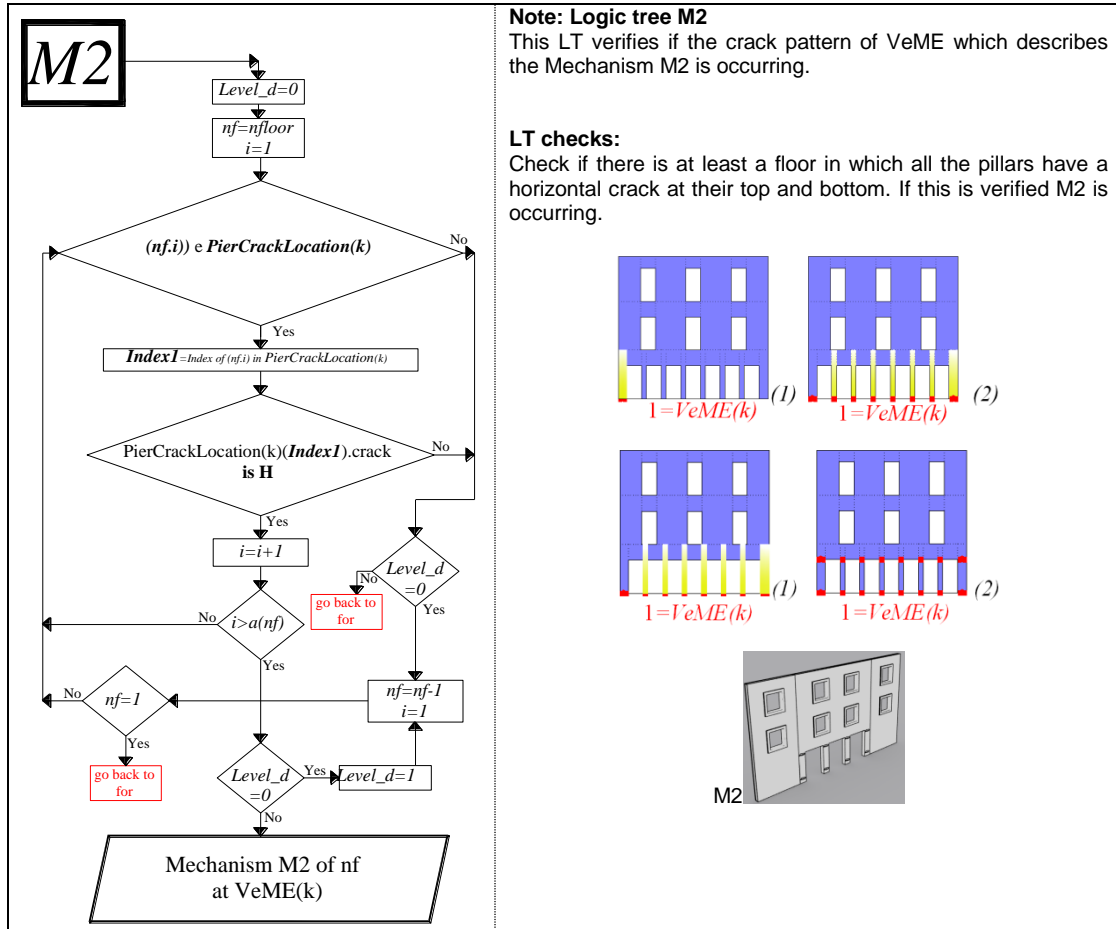 M2
Level_d=0
nf=nfloor
i=1
(nf.i)) e PierCrackLocation(k)
No
Yes
Index1=Index of (nf.i) in PierCrackLocation(k)
PierCrackLocation(k)(Index1).crack
is H
No
Yes
i=i+1
Level_d
=0
No
go back to
for
Yes
No
i>a(nf)
Yes
nf=nf-1
i=1
No
nf=1
Yes
go back to
for
Level_d
=0
Yes
Level_d=1
No
Mechanism M2 of nf
at VeME(k)
Note: Logic tree M2
This LT verifies if the crack pattern of VeME which describes
the Mechanism M2 is occurring.
LT checks:
Check if there is at least a floor in which all the pillars have a
horizontal crack at their top and bottom. If this is verified M2 is
occurring.
(1)
1=VeME(k)
(2)
1=VeME(k)
(1)
1=VeME(k)
(2)
1=VeME(k)
M2